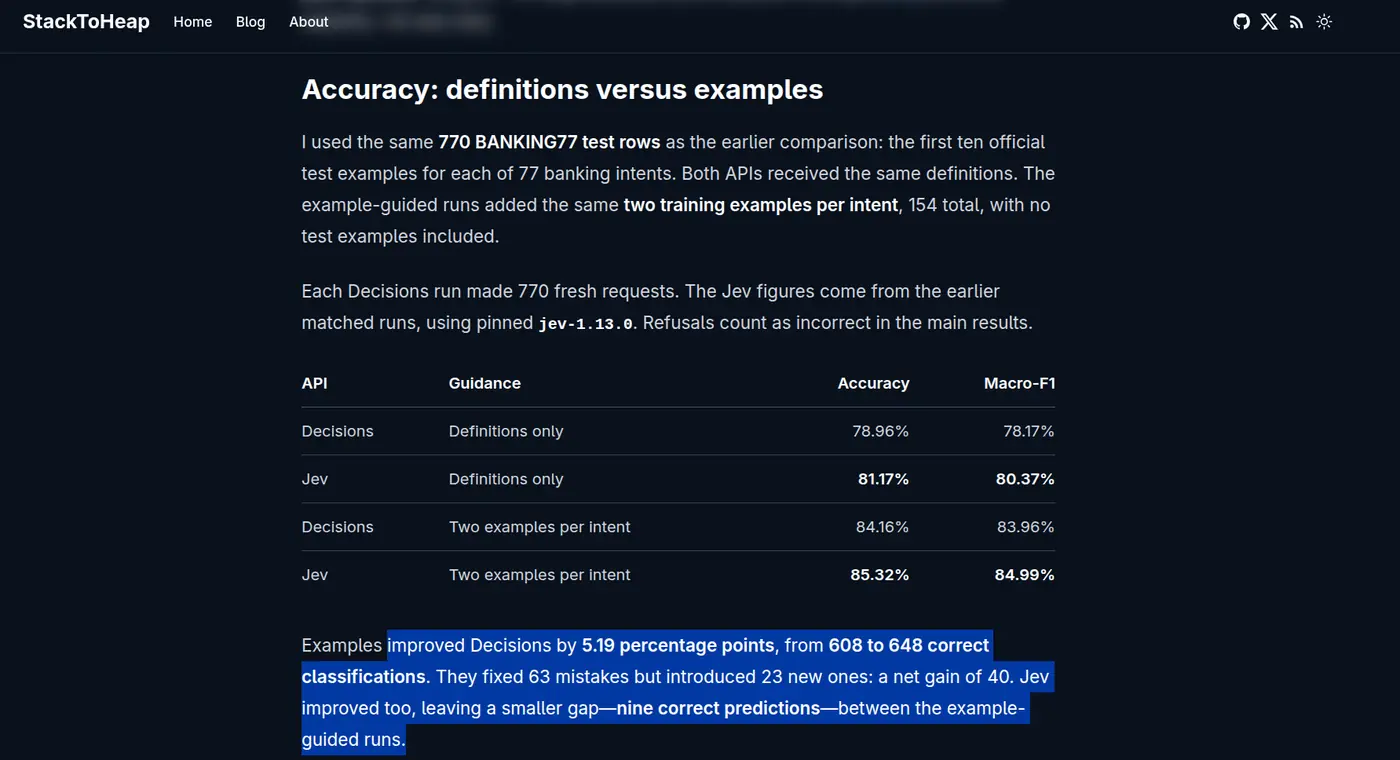 StackToHeap Home Blog About
Accuracy: definitions versus examples
I used the same 770 BANKING77 test rows as the earlier comparison: the first ten official
test examples for each of 77 banking intents. Both APIs received the same definitions. The
example-guided runs added the same two training examples per intent, 154 total, with no
test examples included.
Each Decisions run made 770 fresh requests. The Jev figures come from the earlier
matched runs, using pinned jev-1.13.0. Refusals count as incorrect in the main results.
API Guidance Accuracy Macro-F1
Decisions Definitions only 78.96% 78.17%
Jev Definitions only 81.17% 80.37%
Decisions Two examples per intent 84.16% 83.96%
Jev Two examples per intent 85.32% 84.99%
Examples improved Decisions by 5.19 percentage points, from 608 to 648 correct
classifications. They fixed 63 mistakes but introduced 23 new ones: a net gain of 40. Jev
improved too, leaving a smaller gap—nine correct predictions—between the example-
guided runs.